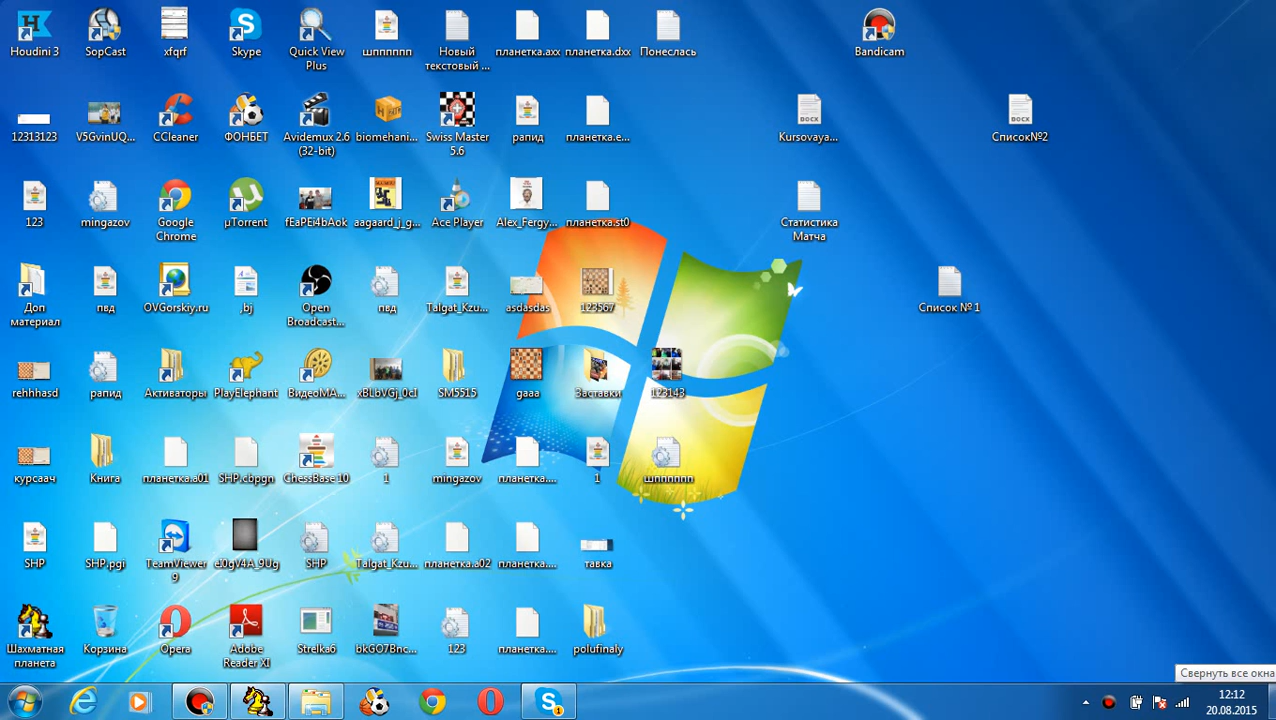 Houdini 3
SopCast
xfqrf
Skype
Quick View
Plus
шпппппп
Новый
текстовый ...
планетка.axx
планетка.dxx
Понеслась
Bandicam
12313123
V5GvinUQ...
CCleaner
ФОНБЕТ
Avidemux 2.6
(32-bit)
biomehani...
Swiss Master
5.6
рапид
планетка.e...
Kursovaya...
DOCX
Список№2
DOCX
123
mingazov
Google
Chrome
µTorrent
fEaPEi4bAok
aagaard_j_g...
Ace Player
Alex_Fergy...
планетка.st0
Статистика
Матча
Доп
материал
пвд
OVGorskiy.ru
;bj
Open
Broadcast...
пвд
Talgat_Kzu...
asdasdas
123567
Список №1
rehhhasd
рапид
Активаторы
PlayElephant
ВидеоМА...
xBLbVGj_0cI
SM5515
gaaa
Заставки
123143
курсаач
Книга
планетка.a01
SHP.cbpgn
ChessBase 10
1
mingazov
планетка....
1
шпппппп
SHP
SHP.pgi
TeamViewer
9
SHP
Talgat_Kzu...
планетка.a02
планетка....
тавка
Шахматная
планета
Корзина
Opera
Adobe
Reader XI
Strelka6
bkGO7Bnc...
123
планетка....
polufinaly
Свернуть все окна
12:12
20.08.2015